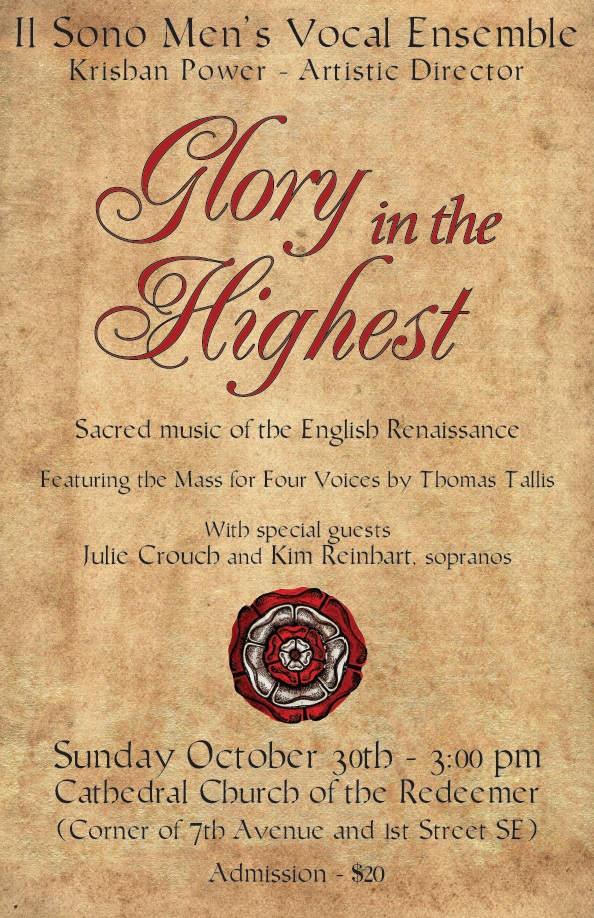 Il Sono Men's Vocal Ensemble
Krishan Power - Artistic Director
Glory in the
Highest
Sacred music of the English Renaissance
Featuring the Mass for Four Voices by Thomas Tallis
With special guests
Julie Crouch and Kim Reinhart, sopranos
Sunday October 30th - 3:00 pm
Cathedral Church of the Redeemer
(Corner of 7th Avenue and 1st Street SE)
Admission - $20